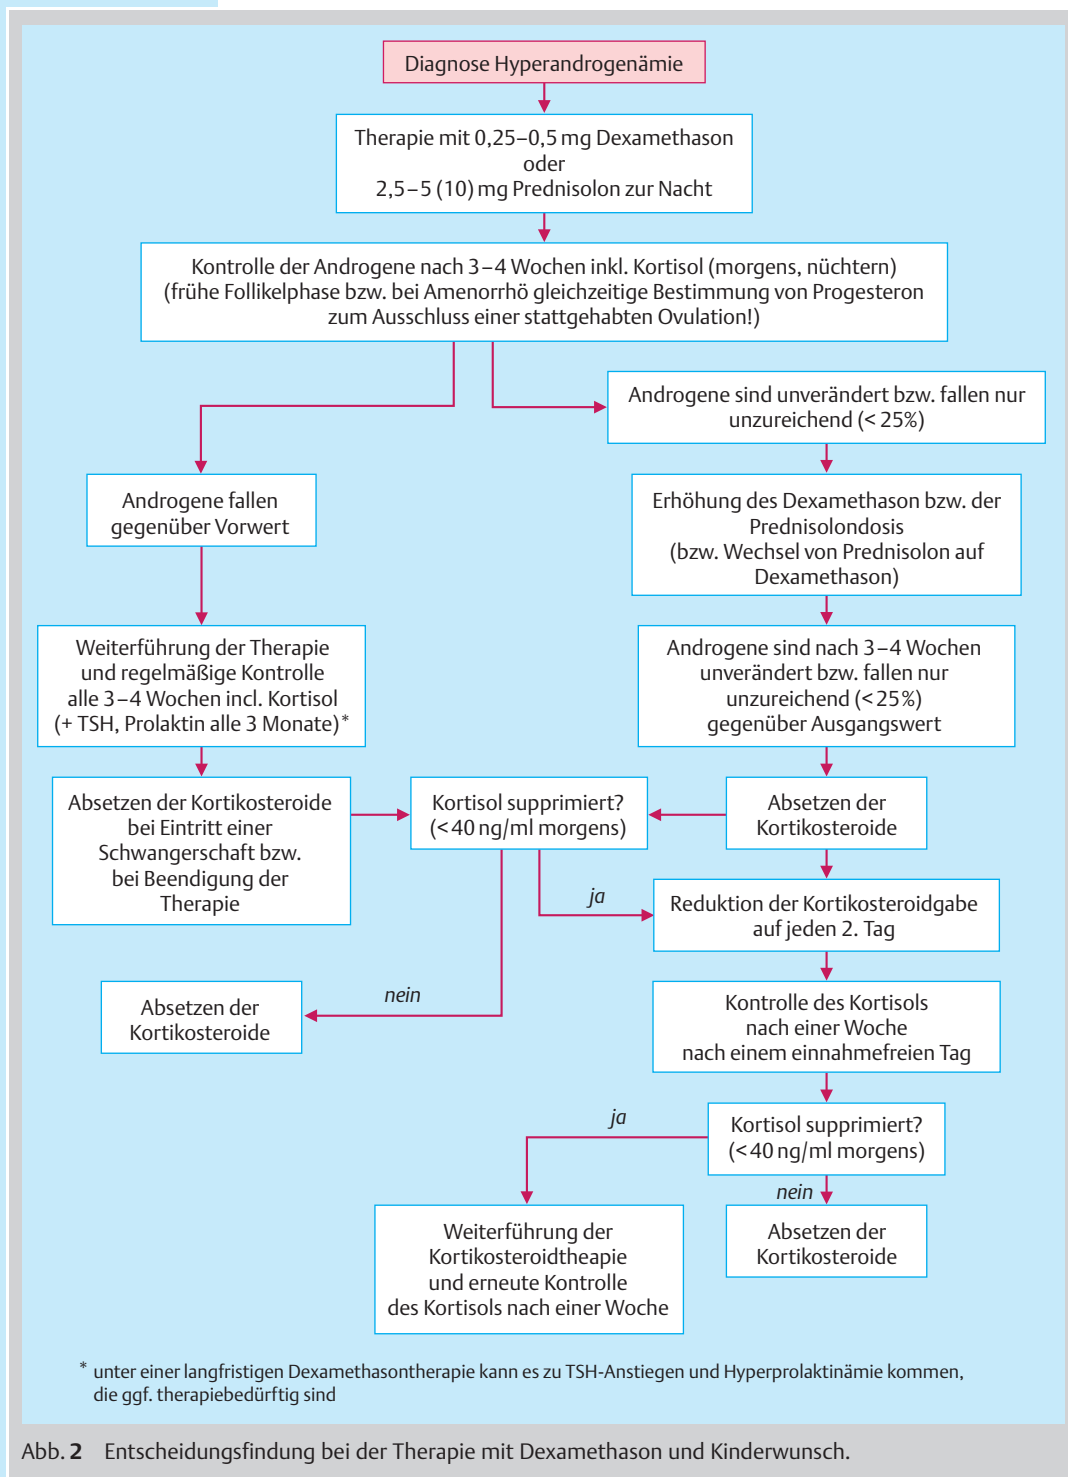 Diagnose Hyperandrogenämie
Therapie mit 0,25–0,5 mg Dexamethason
oder
2,5–5 (10) mg Prednisolon zur Nacht
Kontrolle der Androgene nach 3–4 Wochen inkl. Kortisol (morgens, nüchtern)
(frühe Follikelphase bzw. bei Amenorrhö gleichzeitige Bestimmung von Progesteron
zum Ausschluss einer stattgehabten Ovulation!)
Androgene sind unverändert bzw. fallen nur
unzureichend (< 25%)
Androgene fallen
gegenüber Vorwert
Erhöhung des Dexamethason bzw. der
Prednisolondosis
(bzw. Wechsel von Prednisolon auf
Dexamethason)
Weiterführung der Therapie
und regelmäßige Kontrolle
alle 3–4 Wochen incl. Kortisol
(+ TSH, Prolaktin alle 3 Monate)*
Androgene sind nach 3–4 Wochen
unverändert bzw. fallen nur
unzureichend (< 25%)
gegenüber Ausgangswert
Absetzen der Kortikosteroide
bei Eintritt einer
Schwangerschaft bzw.
bei Beendigung der
Therapie
Kortisol supprimiert?
(< 40 ng/ml morgens)
Absetzen der
Kortikosteroide
ja
Reduktion der Kortikosteroidgabe
auf jeden 2. Tag
nein
Absetzen der
Kortikosteroide
Kontrolle des Kortisols
nach einer Woche
nach einem einnahmefreien Tag
ja
Kortisol supprimiert?
(< 40 ng/ml morgens)
nein
Weiterführung der
Kortikosteroidtheapie
und erneute Kontrolle
des Kortisols nach einer Woche
Absetzen der
Kortikosteroide
* unter einer langfristigen Dexamethasontherapie kann es zu TSH-Anstiegen und Hyperprolaktinämie kommen,
die ggf. therapiebedürftig sind
Abb. 2 Entscheidungsfindung bei der Therapie mit Dexamethason und Kinderwunsch.